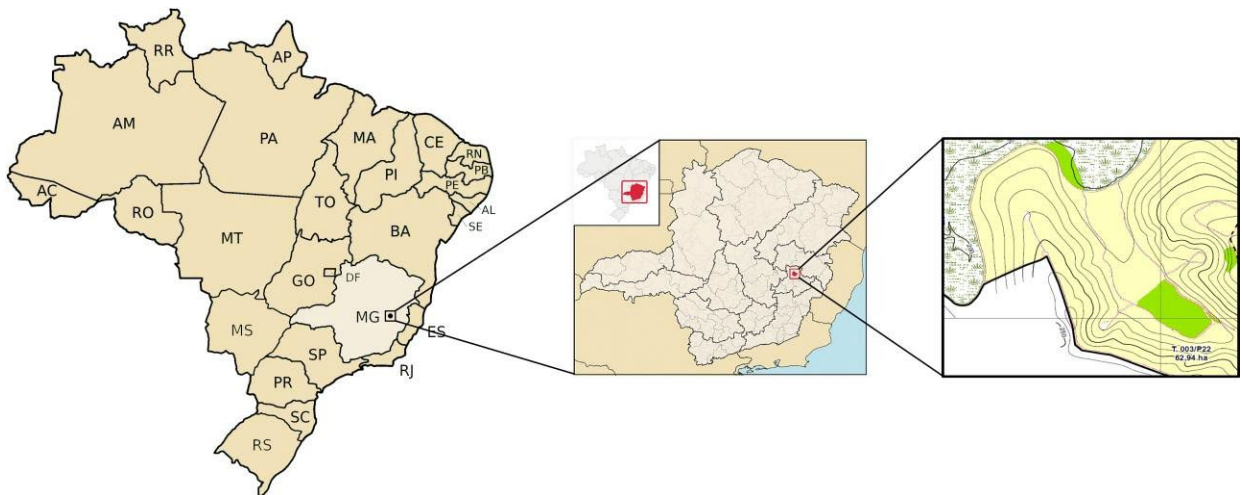 RR
AP
AM
PA
MA
CE
RN
PB
PI
PE
AC
TO
AL
RO
SE
BA
MT
GO
DF
MG
ES
MS
SP
RJ
PR
SC
RS
T. 003/P22
62,94 ha